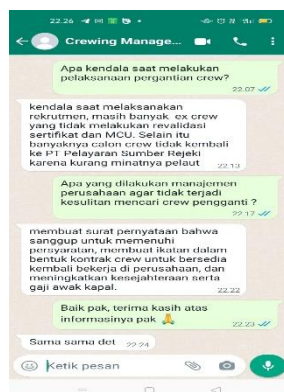 22.26
Crewing Manage...
Apa kendala saat melakukan
pelaksanaan pergantian crew?
22.07
kendala saat melaksanakan
rekrutmen, masih banyak ex crew
yang tidak melakukan revalidasi
sertifikat dan MCU. Selain itu
banyaknya calon crew tidak kembali
ke PT Pelayaran Sumber Rejeki
karena kurang minatnya pelaut
22.13
Apa yang dilakukan manajemen
perusahaan agar tidak terjadi
kesulitan mencari crew pengganti ?
22.17
membuat surat pernyataan bahwa
sanggup untuk memenuhi
persyaratan, membuat ikatan dalam
bentuk kontrak crew untuk bersedia
kembali bekerja di perusahaan, dan
meningkatkan kesejahteraan serta
gaji awak kapal.
22.22
Baik pak, terima kasih atas
informasinya pak 🙏
22.23
Sama sama det 22.24
Ketik pesan